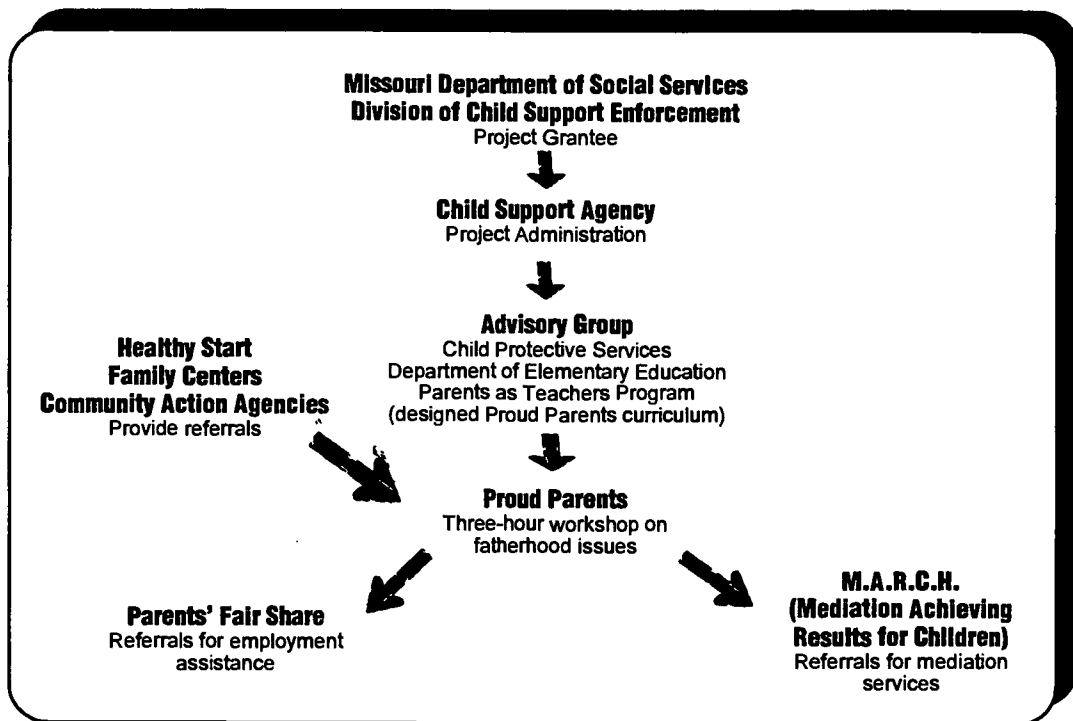 Missouri Department of Social Services
Division of Child Support Enforcement
Project Grantee
Child Support Agency
Project Administration
Advisory Group
Child Protective Services
Department of Elementary Education
Parents as Teachers Program
(designed Proud Parents curriculum)
Healthy Start
Family Centers
Community Action Agencies
Provide referrals
Proud Parents
Three-hour workshop on
fatherhood issues
Parents' Fair Share
Referrals for employment
assistance
M.A.R.C.H.
(Mediation Achieving
Results for Children)
Referrals for mediation
services